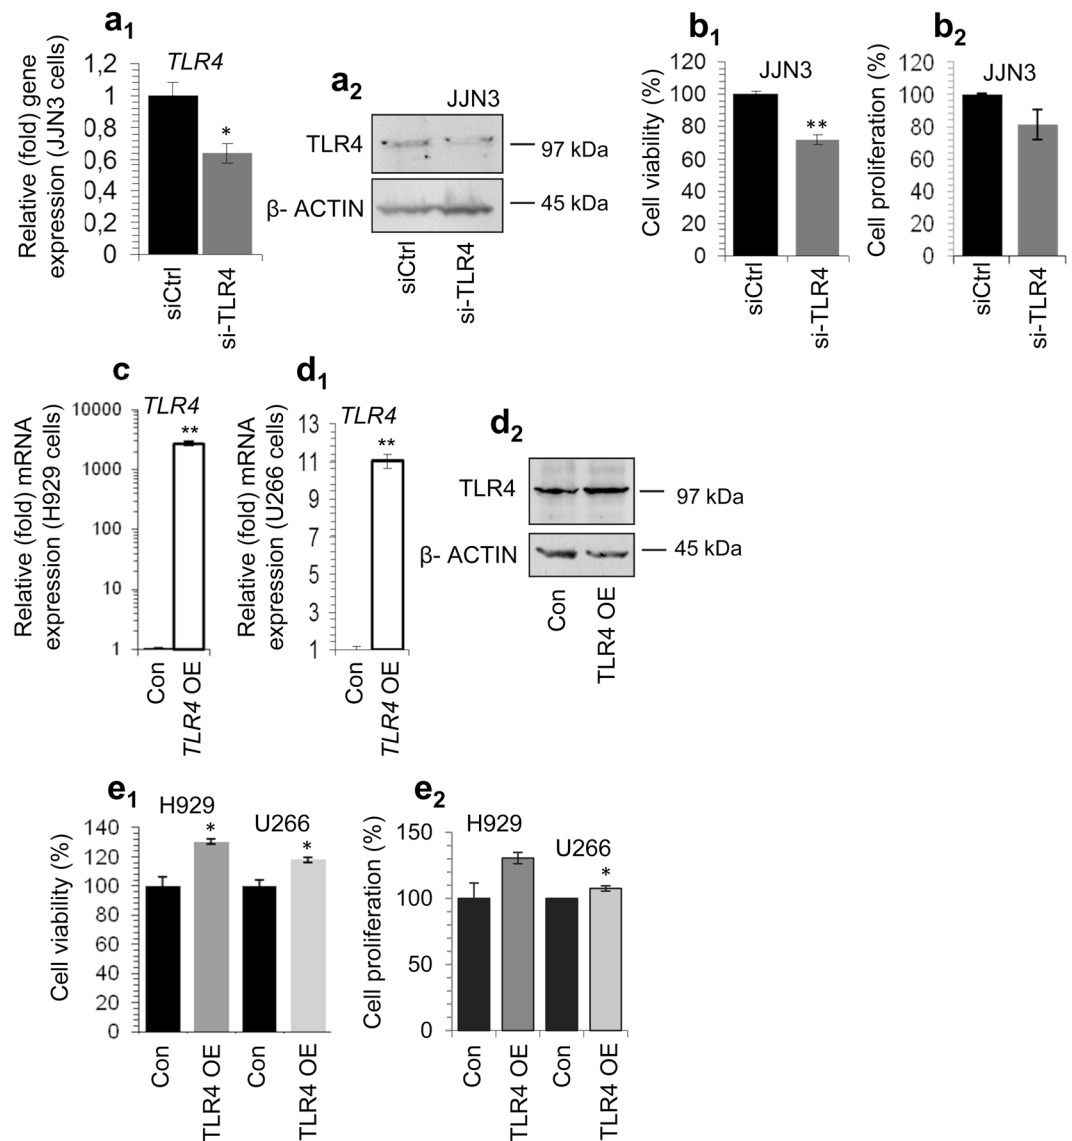 a1
Relative (fold) gene
expression (JJN3 cells)
TLR4
1,2
1
0,8
0,6
0,4
0,2
0
*
siCtrl
si-TLR4
a2
JJN3
TLR4
97 kDa
β- ACTIN
45 kDa
siCtrl
si-TLR4
b1
Cell viability (%)
JJN3
120
100
80
60
40
20
0
**
siCtrl
si-TLR4
b2
Cell proliferation (%)
JJN3
120
100
80
60
40
20
0
siCtrl
si-TLR4
c
Relative (fold) mRNA
expression (H929 cells)
TLR4
10000
1000
100
10
1
**
Con
TLR4 OE
d1
Relative (fold) mRNA
expression (U266 cells)
TLR4
13
11
9
7
5
3
1
**
Con
TLR4 OE
d2
TLR4
97 kDa
β- ACTIN
45 kDa
Con
TLR4 OE
e1
Cell viability (%)
H929
U266
140
120
100
80
60
40
20
0
*
*
Con
TLR4 OE
Con
TLR4 OE
e2
Cell proliferation (%)
H929
U266
150
100
50
0
*
Con
TLR4 OE
Con
TLR4 OE